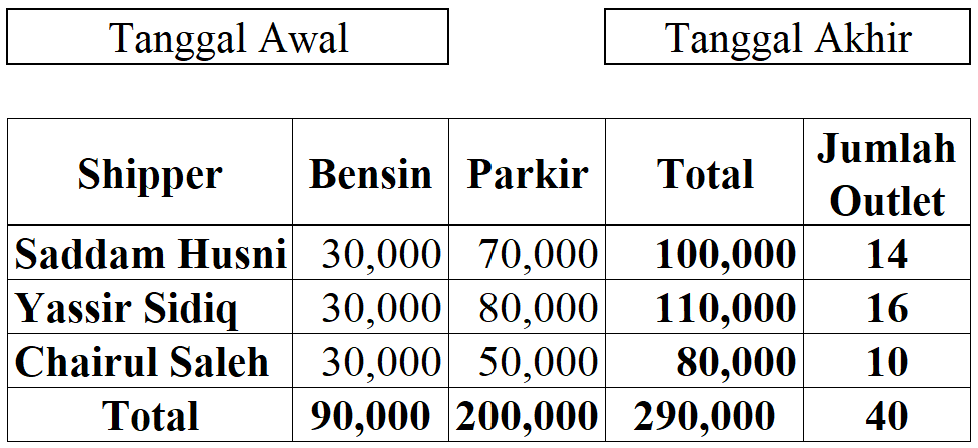 Tanggal Awal Tanggal Akhir
Shipper Bensin Parkir Total Jumlah Outlet
Saddam Husni 30,000 70,000 100,000 14
Yassir Sidiq 30,000 80,000 110,000 16
Chairul Saleh 30,000 50,000 80,000 10
Total 90,000 200,000 290,000 40